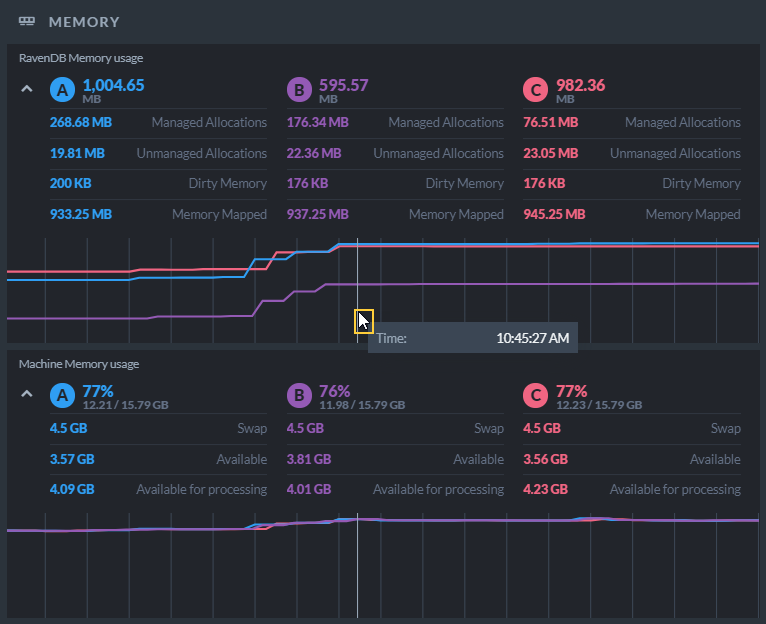 MEMORY
RavenDB Memory usage
A 1,004.65 MB B 595.57 MB C 982.36 MB
268.68 MB Managed Allocations 176.34 MB Managed Allocations 76.51 MB Managed Allocations
19.81 MB Unmanaged Allocations 22.36 MB Unmanaged Allocations 23.05 MB Unmanaged Allocations
200 KB Dirty Memory 176 KB Dirty Memory 176 KB Dirty Memory
933.25 MB Memory Mapped 937.25 MB Memory Mapped 945.25 MB Memory Mapped
Time: 10:45:27 AM
Machine Memory usage
A 77% B 76% C 77%
12.21 / 15.79 GB 11.98 / 15.79 GB 12.23 / 15.79 GB
4.5 GB Swap 4.5 GB Swap 4.5 GB Swap
3.57 GB Available 3.81 GB Available 3.56 GB Available
4.09 GB Available for processing 4.01 GB Available for processing 4.23 GB Available for processing